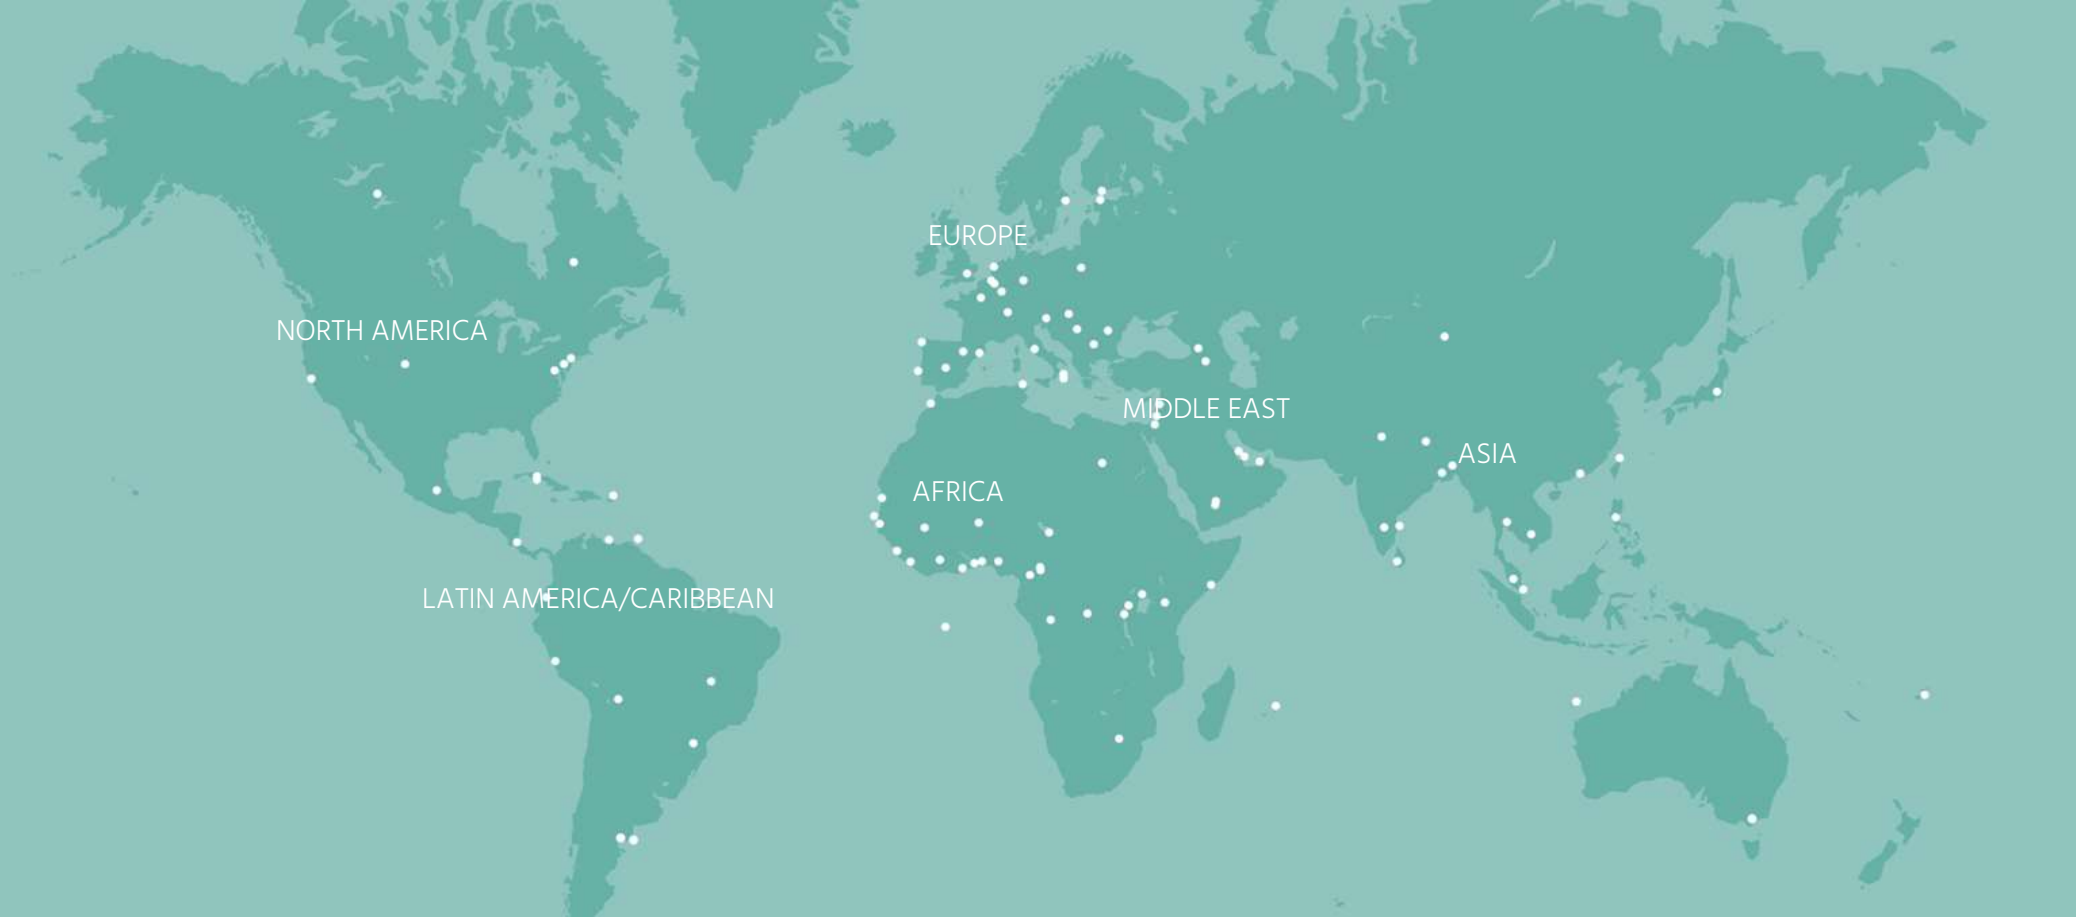 EUROPE
NORTH AMERICA
MIDDLE EAST
ASIA
AFRICA
LATIN AMERICA/CARIBBEAN